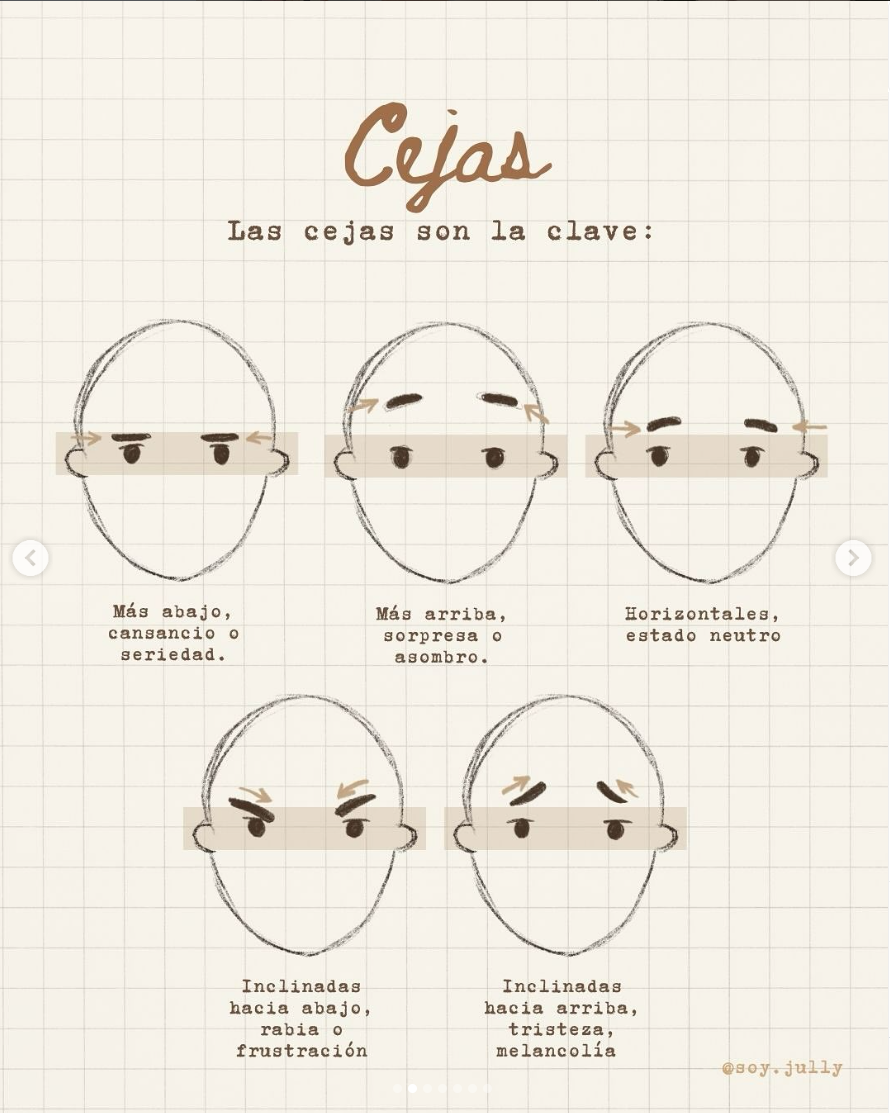 Cejas
Las cejas son la clave:
Más abajo,
cansancio o
seriedad.
Más arriba,
sorpresa o
asombro.
Horizontales,
estado neutro
Inclinadas
hacia abajo,
rabia o
frustración
Inclinadas
hacia arriba,
tristeza,
melancolía
@soy.jully